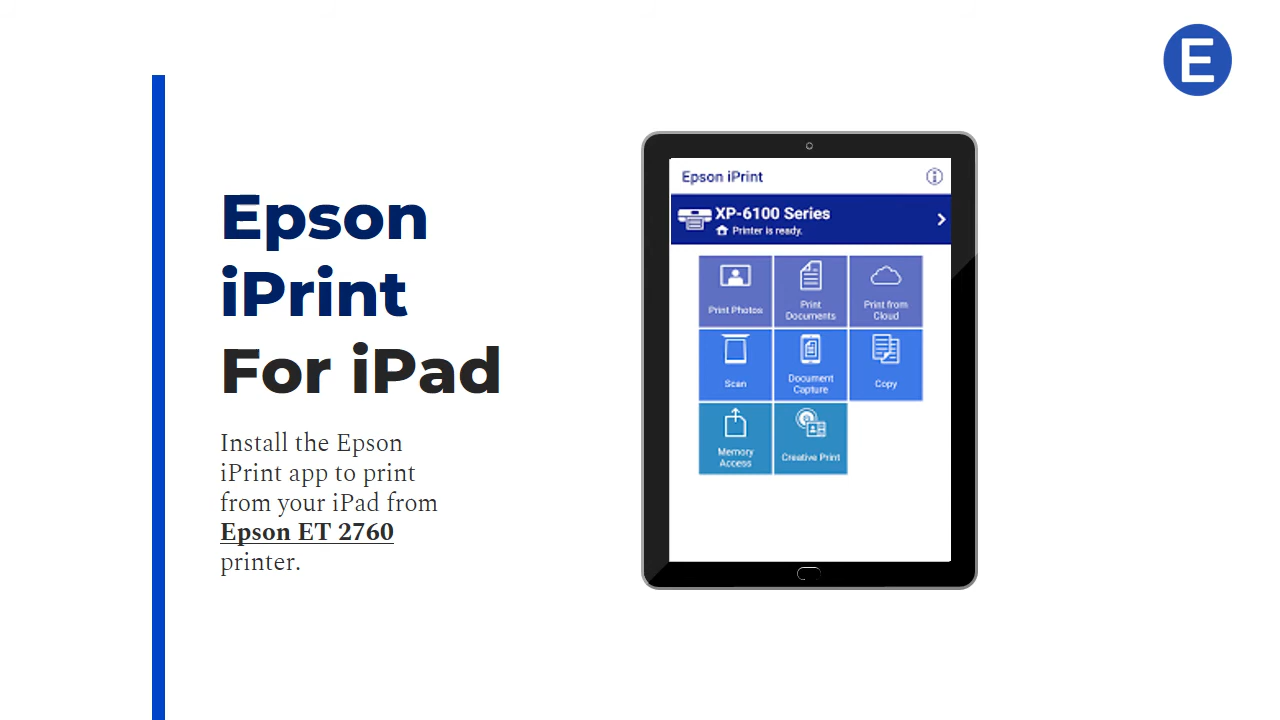 E
Epson
iPrint
For iPad
Install the Epson
iPrint app to print
from your iPad from
Epson ET 2760
printer.
Epson iPrint
XP-6100 Series
Printer is ready.
Print Photos
Print
Documents
Print from
Cloud
Scan
Document
Capture
Copy
Memory
Access
Creative Print